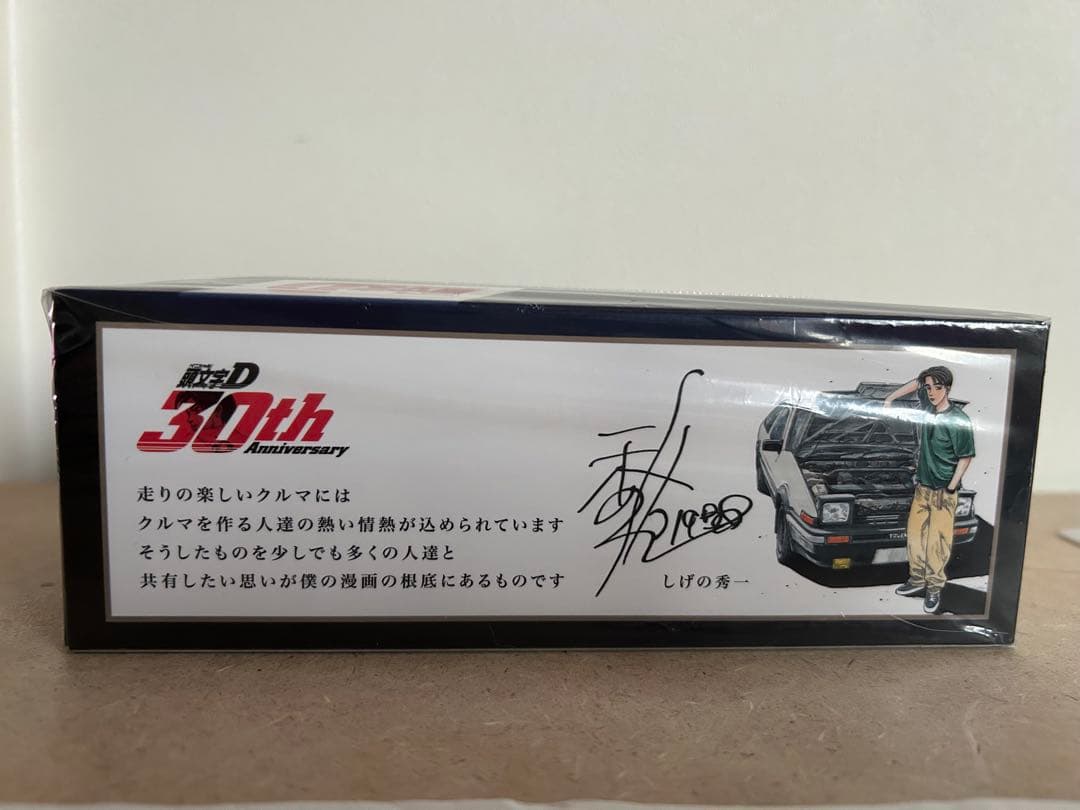 頭文字D
30th
Anniversary
走りの楽しいクルマには
クルマを作る人達の熱い情熱が込められています
そうしたものを少しでも多くの人達と
共有したい思いが僕の漫画の根底にあるものです
しげの秀一